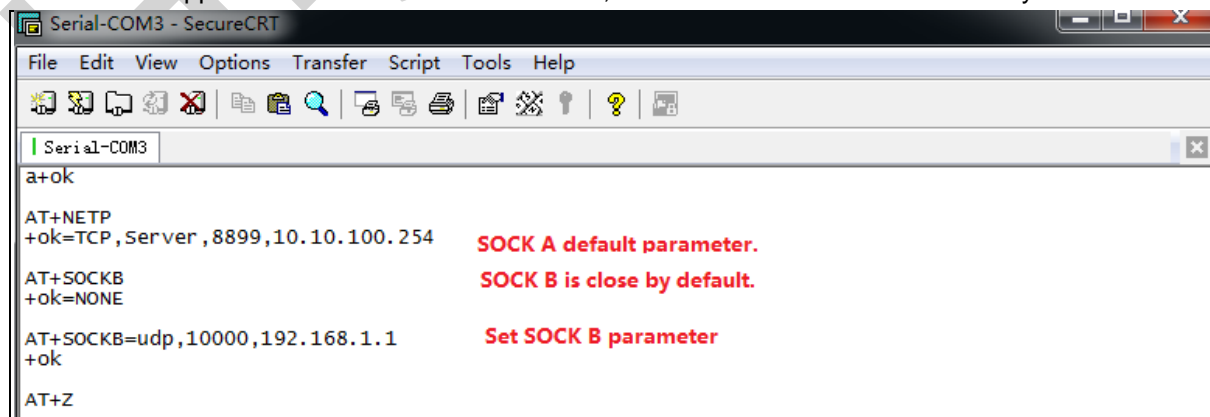 Serial-COM3 - SecureCRT
File Edit View Options Transfer Script Tools Help
Serial-COM3
a+ok
AT+NETP
+ok=TCP,Server,8899,10.10.100.254 SOCK A default parameter.
AT+SOCKB SOCK B is close by default.
+ok=NONE
AT+SOCKB=udp,10000,192.168.1.1 Set SOCK B parameter
+ok
AT+Z